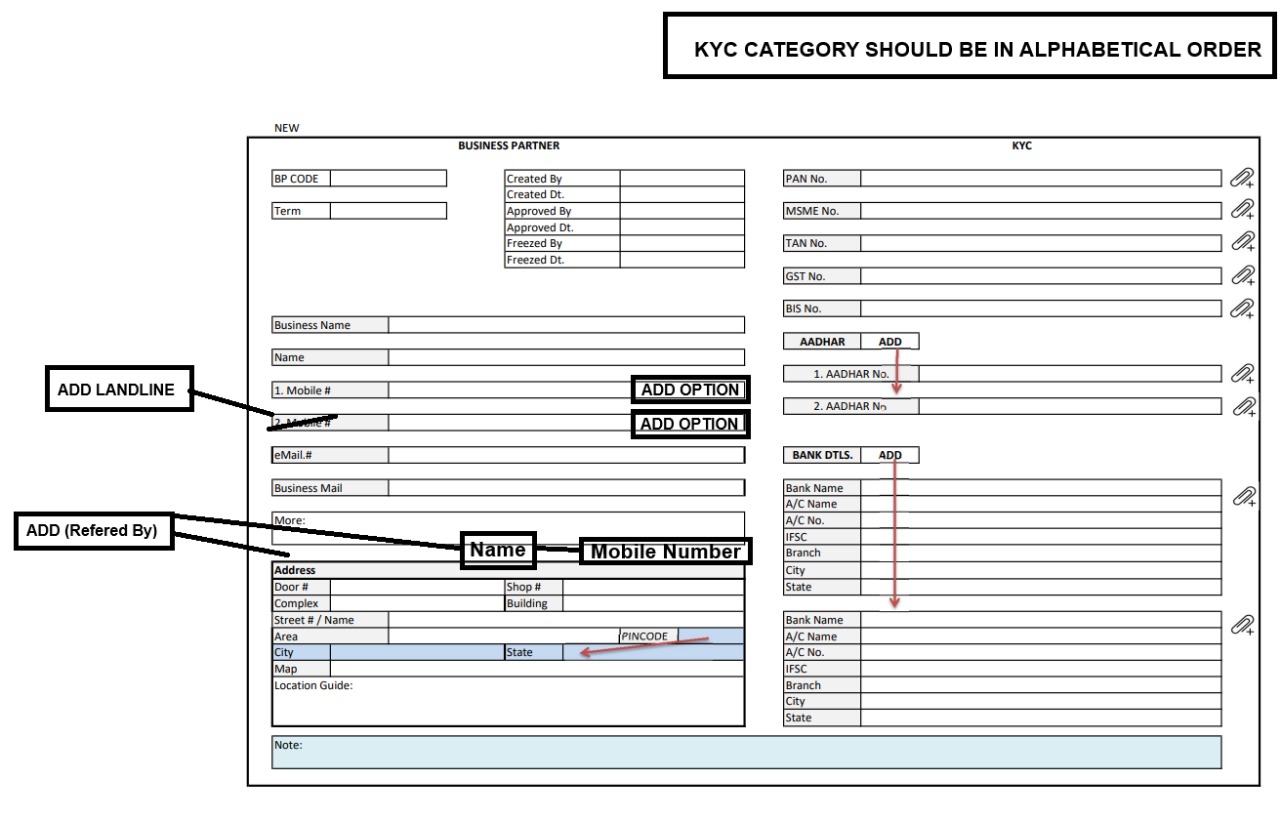 KYC CATEGORY SHOULD BE IN ALPHABETICAL ORDER
NEW
BUSINESS PARTNER
BP CODE
Term
Created By
Created Dt.
Approved By
Approved Dt.
Freezed By
Freezed Dt.
Business Name
Name
ADD LANDLINE
1. Mobile #
ADD OPTION
2. Mobile #
ADD OPTION
eMail.#
Business Mail
ADD (Refered By)
More:
Name
Mobile Number
Address
Door #
Shop #
Complex
Building
Street # / Name
Area
PINCODE
City
State
Map
Location Guide:
KYC
PAN No.
MSME No.
TAN No.
GST No.
BIS No.
AADHAR ADD
1. AADHAR No.
2. AADHAR No
BANK DTLS. ADD
Bank Name
A/C Name
A/C No.
IFSC
Branch
City
State
Bank Name
A/C Name
A/C No.
IFSC
Branch
City
State
Note: